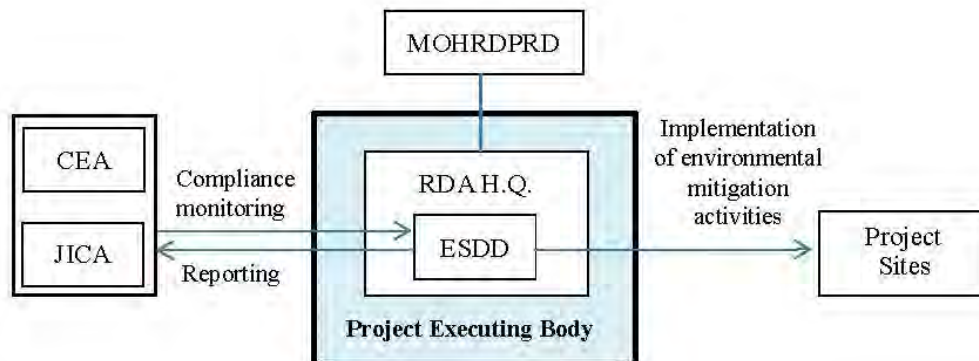 MOHRDPRD
CEA
JICA
Compliance
monitoring
Reporting
RDA H.Q.
ESDD
Project Executing Body
Implementation
of environmental
mitigation
activities
Project
Sites